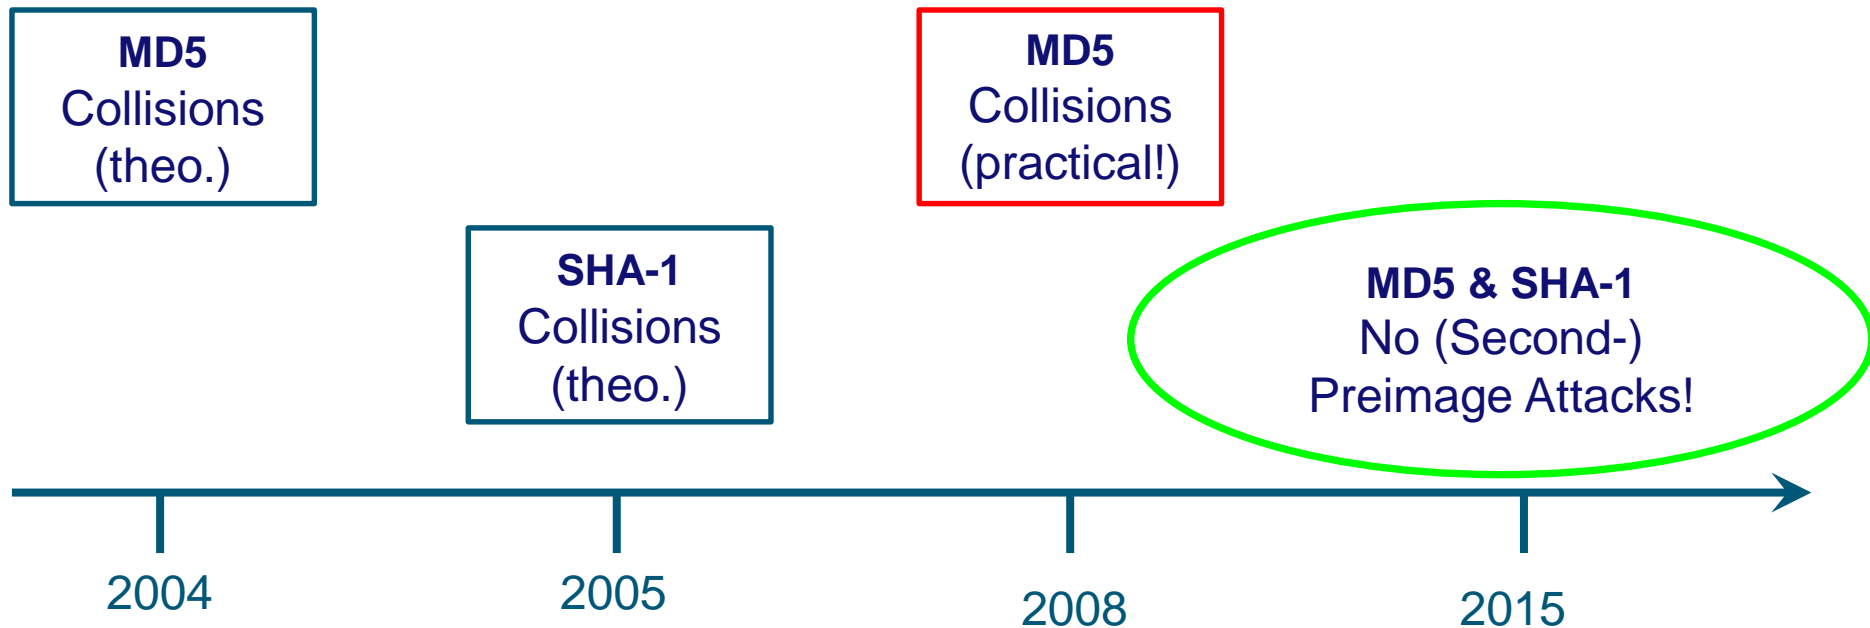 MD5
Collisions
(theo.)
SHA-1
Collisions
(theo.)
MD5
Collisions
(practical!)
MD5 & SHA-1
No (Second-)
Preimage Attacks!
2004
2005
2008
2015